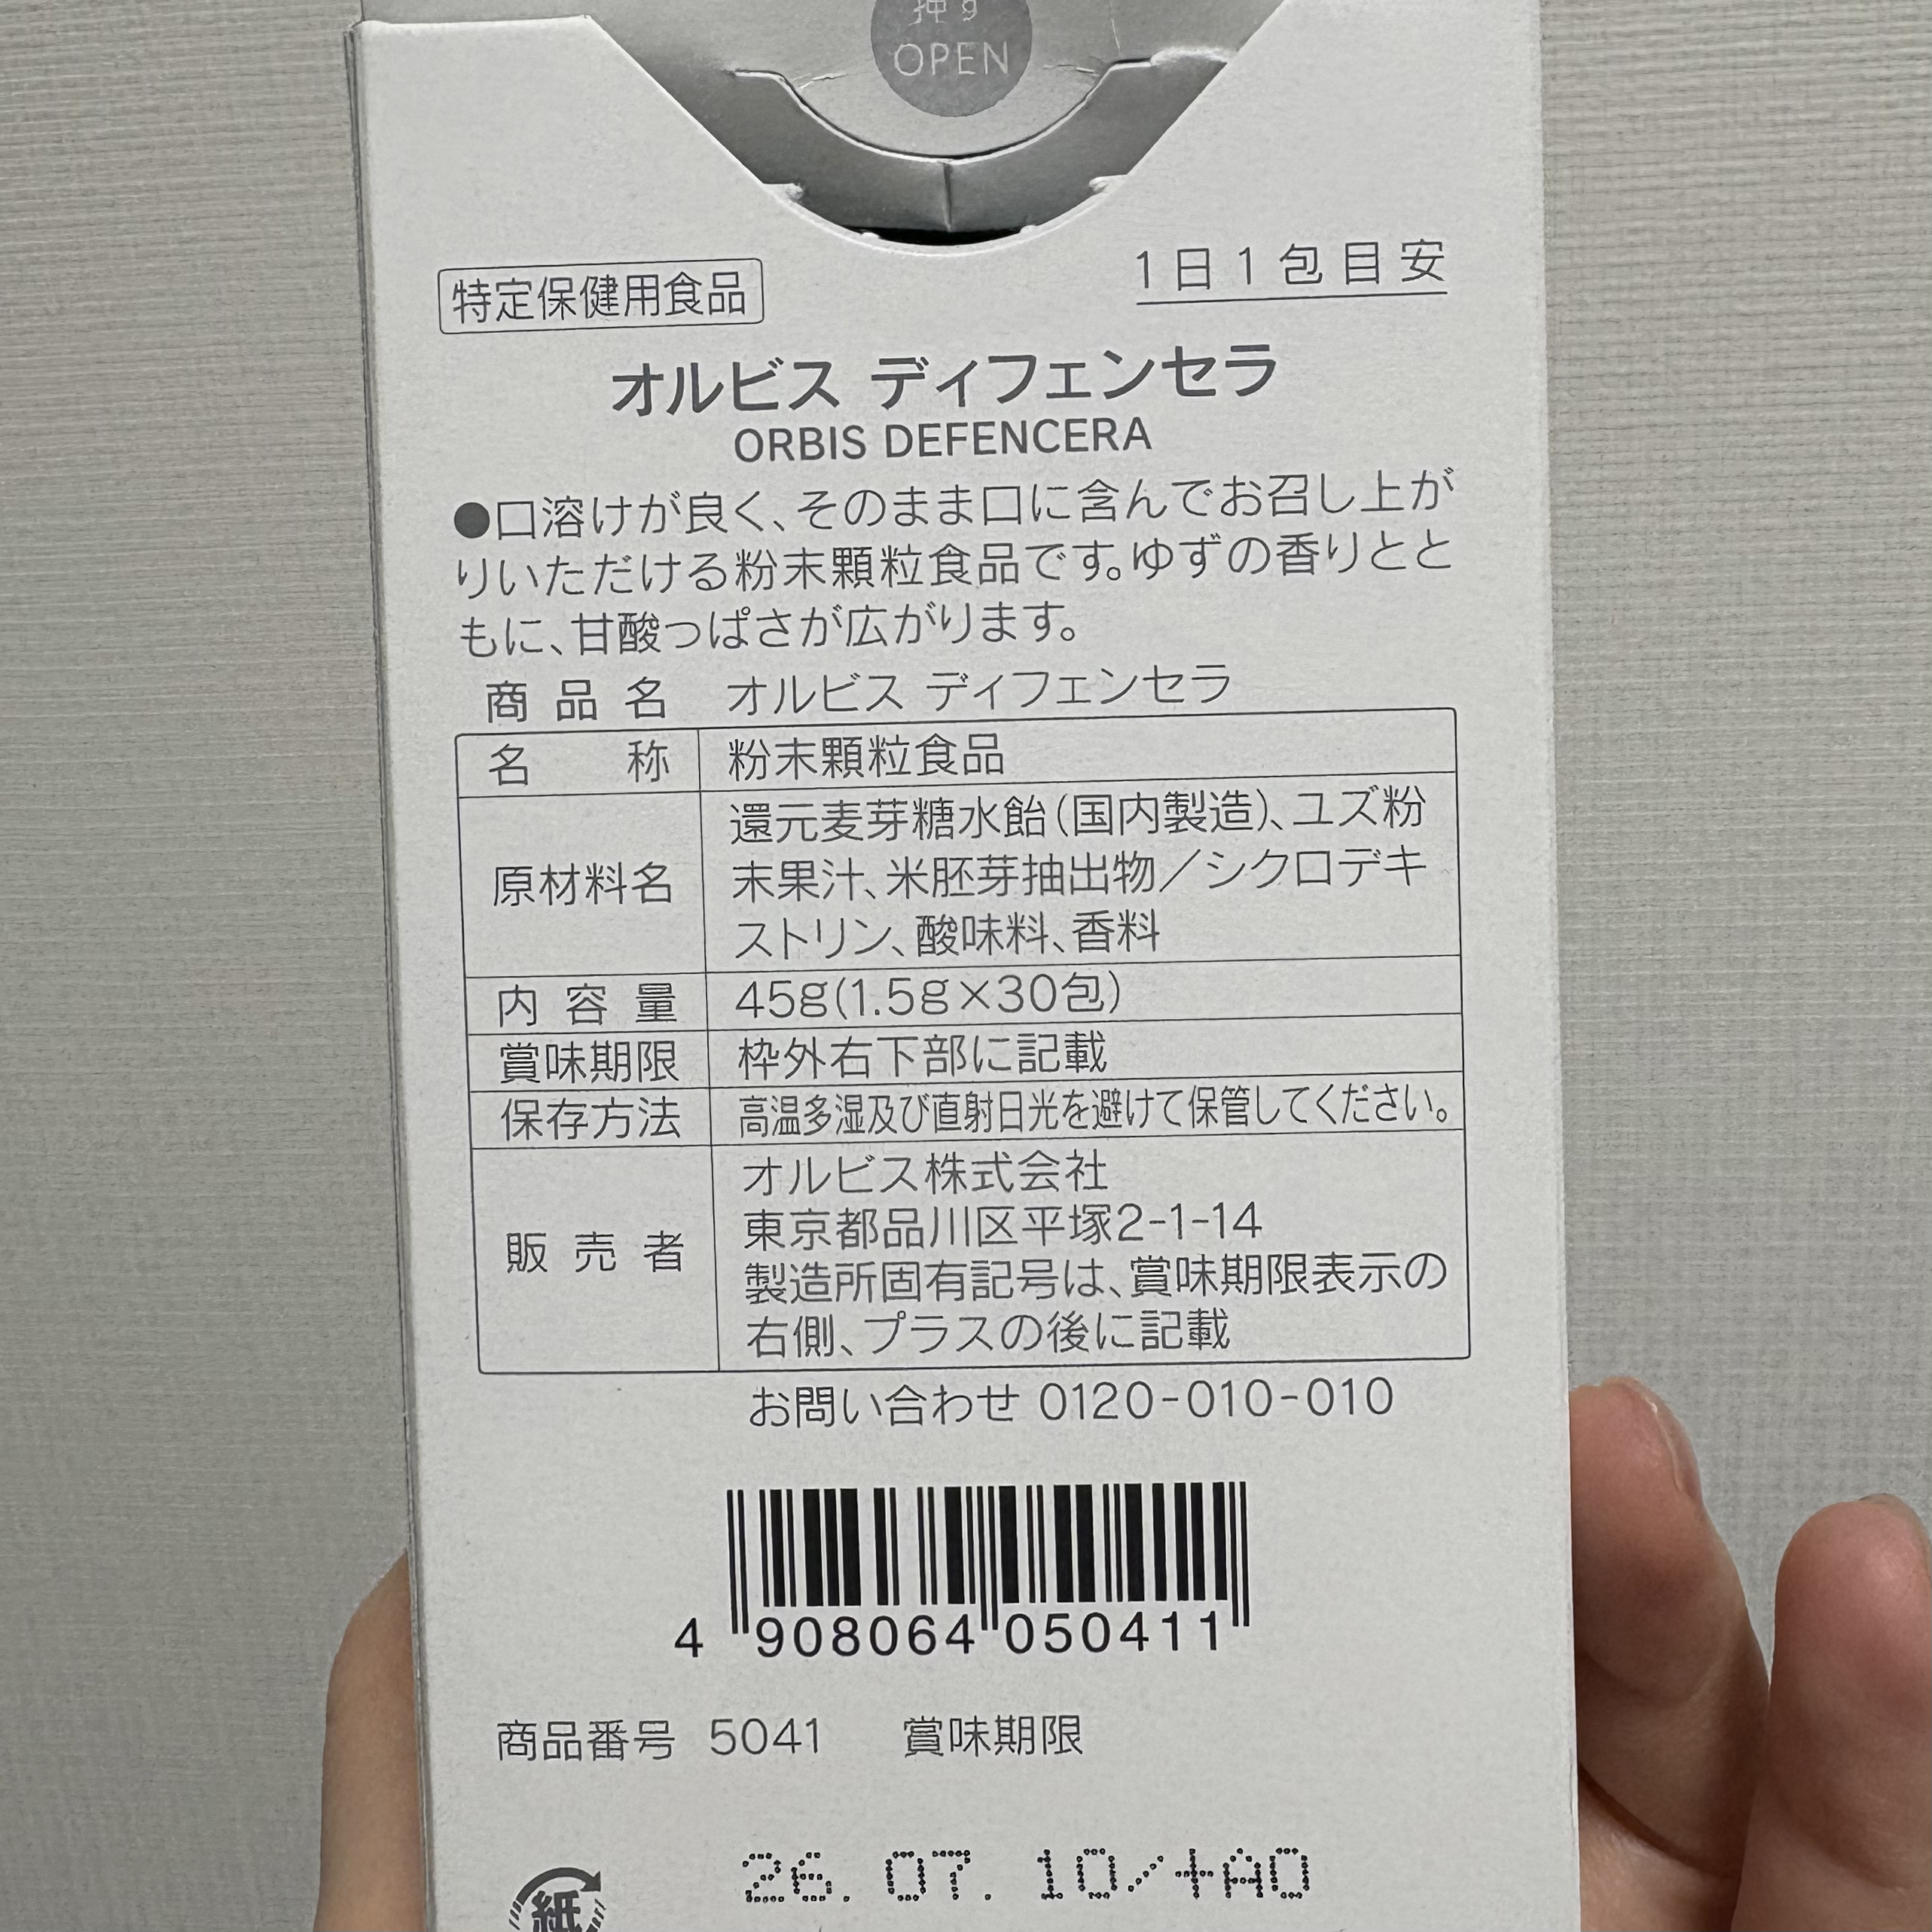 押す
OPEN
特定保健用食品
1日1包目安
オルビス ディフェンセラ
ORBIS DEFENCERA
●口溶けが良く、そのまま口に含んでお召し上が
りいただける粉末顆粒食品です。ゆずの香りとと
もに、甘酸っぱさが広がります。
商品名 オルビス ディフェンセラ
名称 粉末顆粒食品
原材料名 還元麦芽糖水飴(国内製造)、ユズ粉
末果汁、米胚芽抽出物/シクロデキ
ストリン、酸味料、香料
内容量 45g(1.5g×30包)
賞味期限 枠外右下部に記載
保存方法 高温多湿及び直射日光を避けて保管してください。
販売者 オルビス株式会社
東京都品川区平塚2-1-14
製造所固有記号は、賞味期限表示の
右側、プラスの後に記載
お問い合わせ 0120-010-010
4 908064 050411
商品番号 5041 賞味期限
26.07.10/+A0
紙